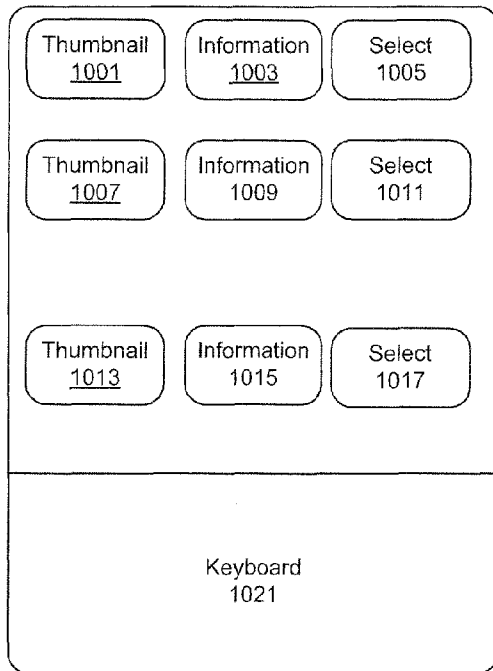 Thumbnail
1001
Information
1003
Select
1005
Thumbnail
1007
Information
1009
Select
1011
Thumbnail
1013
Information
1015
Select
1017
Keyboard
1021